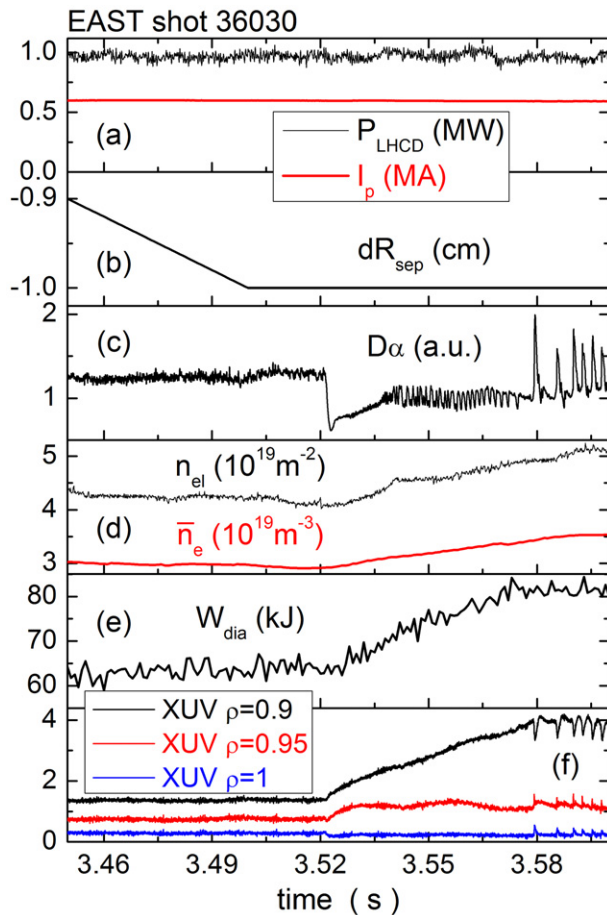 EAST shot 36030
1.0
0.5
0.0
(a)
P_LHCD (MW)
I_p (MA)
-0.9
-1.0
(b)
dR_sep (cm)
2
1
(c)
Dα (a.u.)
5
4
3
n_el (10^19 m^-2)
(d)
n̅_e (10^19 m^-3)
80
70
60
(e)
W_dia (kJ)
4
2
0
XUV ρ=0.9
XUV ρ=0.95
XUV ρ=1
(f)
3.46 3.49 3.52 3.55 3.58
time ( s )